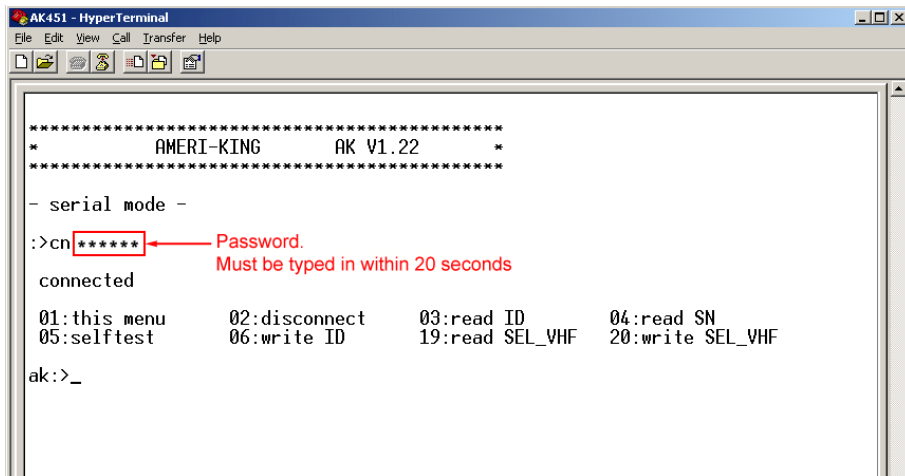 AK451 - HyperTerminal
File Edit View Call Transfer Help
*********************************************
* AMERI-KING AK V1.22 *
*********************************************
- serial mode -
:>cn ****** Password.
Must be typed in within 20 seconds
connected
01:this menu 02:disconnect 03:read ID 04:read SN
05:selftest 06:write ID 19:read SEL_VHF 20:write SEL_VHF
ak:>_